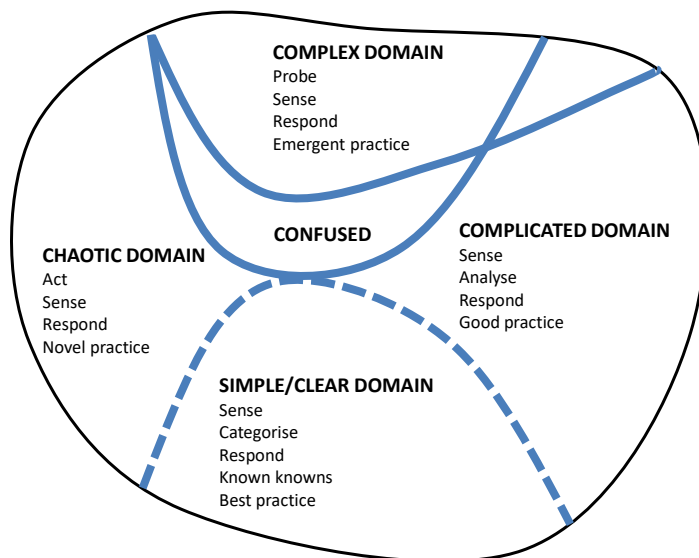 COMPLEX DOMAIN
Probe
Sense
Respond
Emergent practice
CONFUSED
CHAOTIC DOMAIN
Act
Sense
Respond
Novel practice
COMPLICATED DOMAIN
Sense
Analyse
Respond
Good practice
SIMPLE/CLEAR DOMAIN
Sense
Categorise
Respond
Known knowns
Best practice